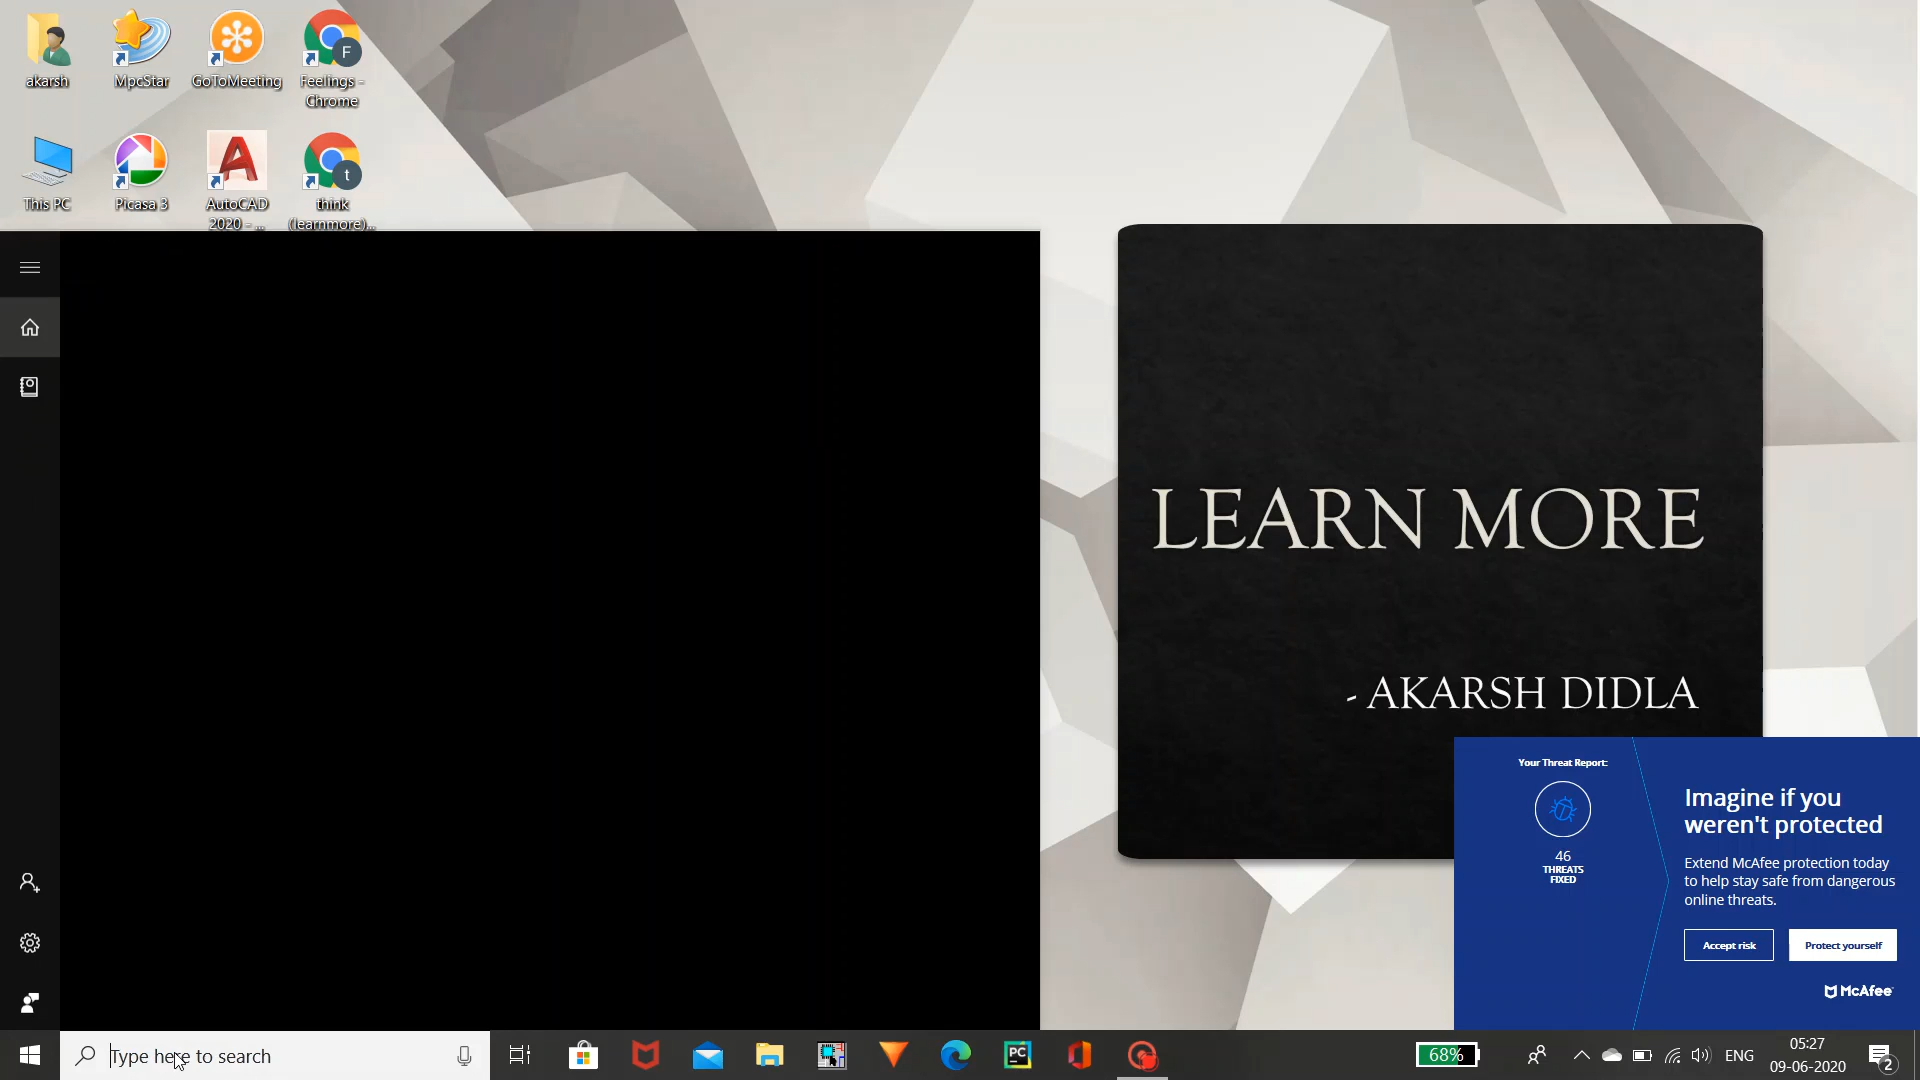 akarsh
MpcStar
GoToMeeting
F
Feelings -
Chrome
This PC
Picasa 3
AutoCAD
2020 - ...
t
think
(learnmore)...
LEARN MORE
- AKARSH DIDLA
Your Threat Report:
46
THREATS
FIXED
Imagine if you
weren't protected
Extend McAfee protection today
to help stay safe from dangerous
online threats.
Accept risk
Protect yourself
McAfee
Type here to search
PC
68%
ENG
05:27
09-06-2020
2